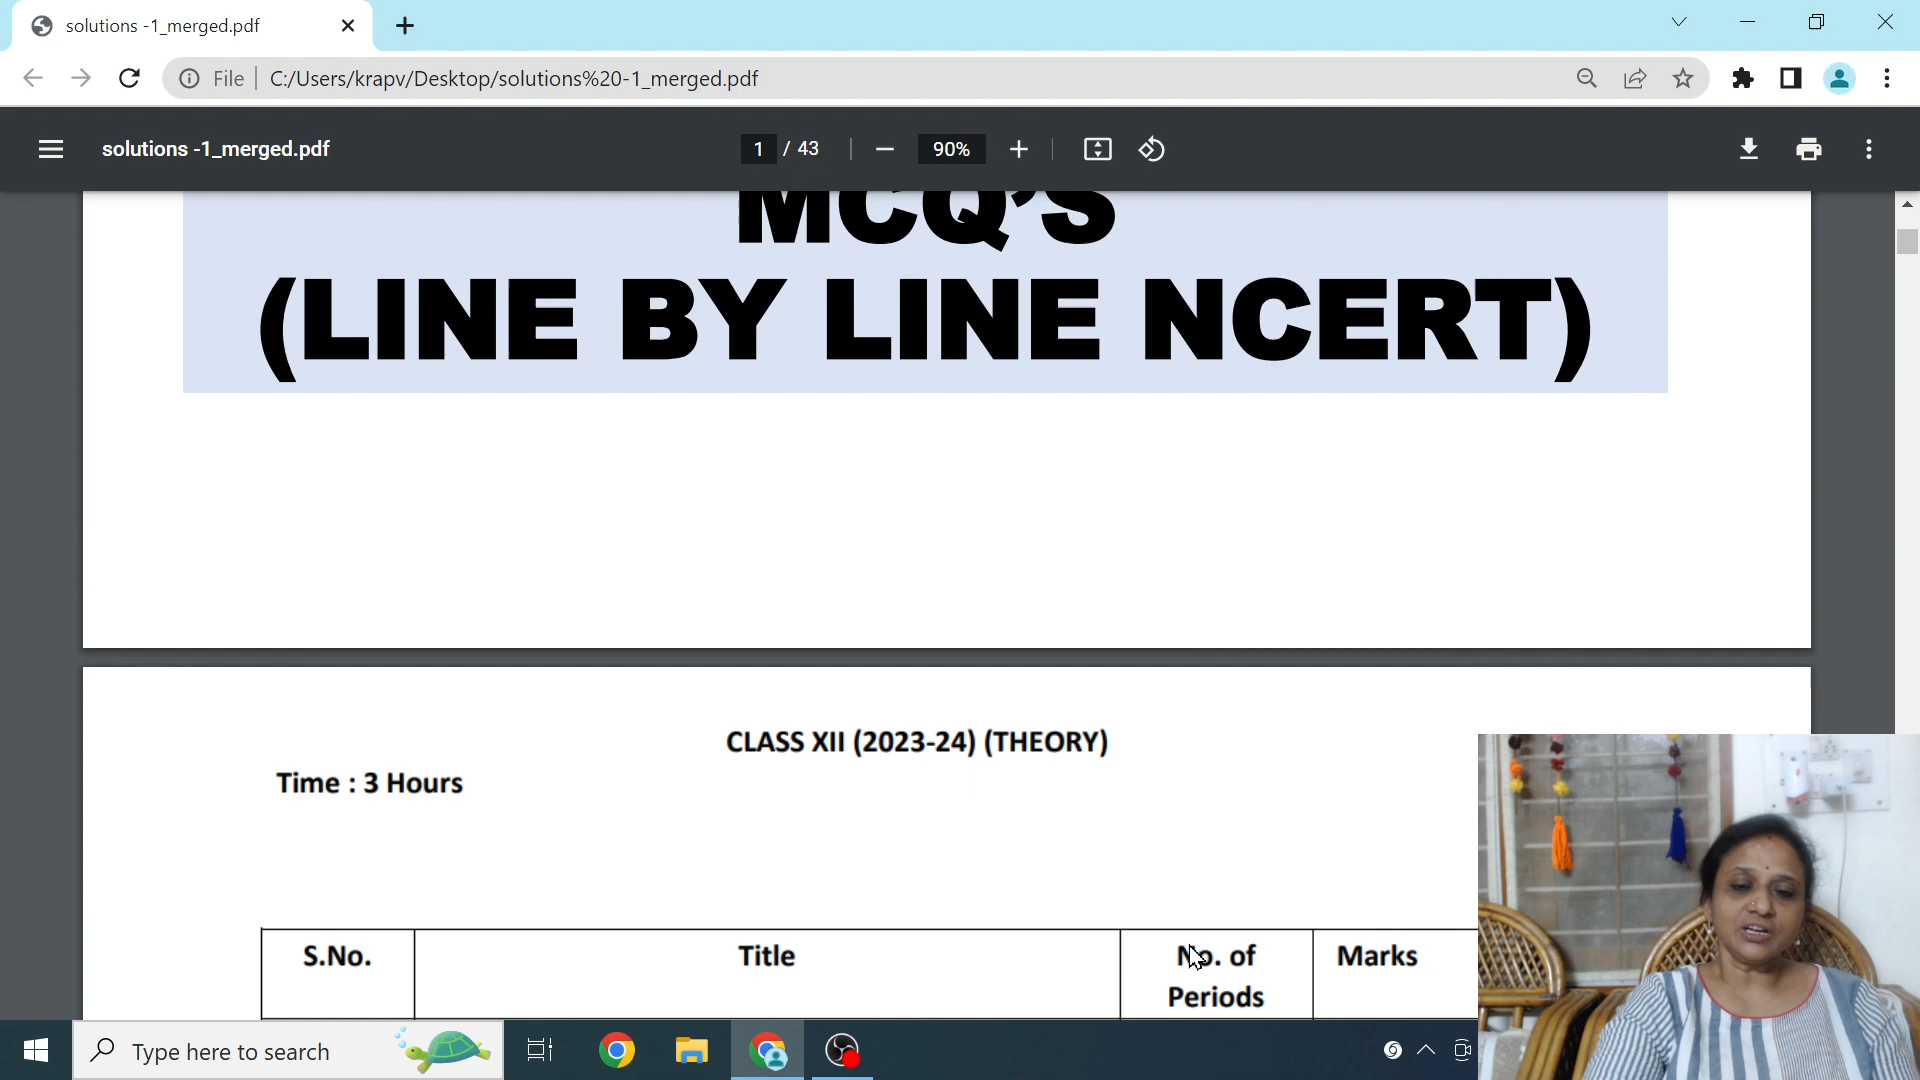 solutions -1_merged.pdf
File
C:/Users/krapv/Desktop/solutions%20-1_merged.pdf
solutions -1_merged.pdf
1 / 43
90%
MCQ'S
(LINE BY LINE NCERT)
CLASS XII (2023-24) (THEORY)
Time : 3 Hours
S.No.
Title
No. of
Periods
Marks
Type here to search